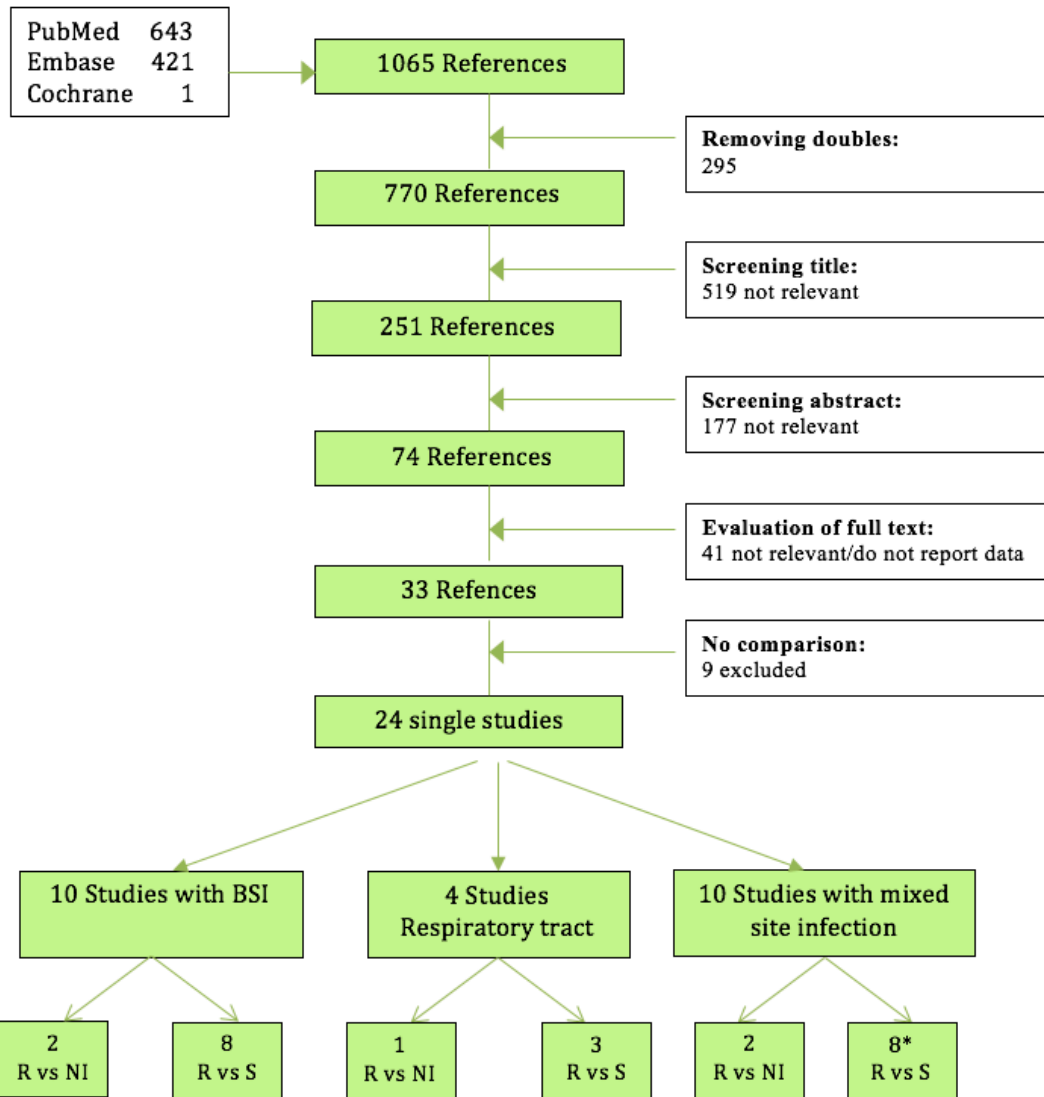 PubMed 643
Embase 421
Cochrane 1
1065 References
Removing doubles:
295
770 References
Screening title:
519 not relevant
251 References
Screening abstract:
177 not relevant
74 References
Evaluation of full text:
41 not relevant/do not report data
33 Refences
No comparison:
9 excluded
24 single studies
10 Studies with BSI
4 Studies
Respiratory tract
10 Studies with mixed
site infection
2
R vs NI
8
R vs S
1
R vs NI
3
R vs S
2
R vs NI
8*
R vs S